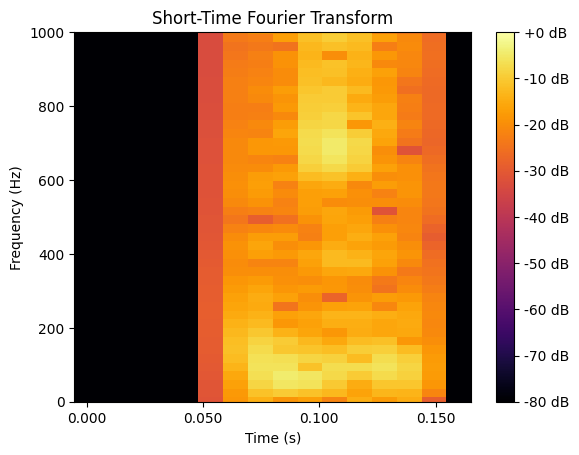 Short-Time Fourier Transform
1000
800
600
400
200
0
Frequency (Hz)
0.000
0.050
0.100
0.150
Time (s)
+0 dB
-10 dB
-20 dB
-30 dB
-40 dB
-50 dB
-60 dB
-70 dB
-80 dB